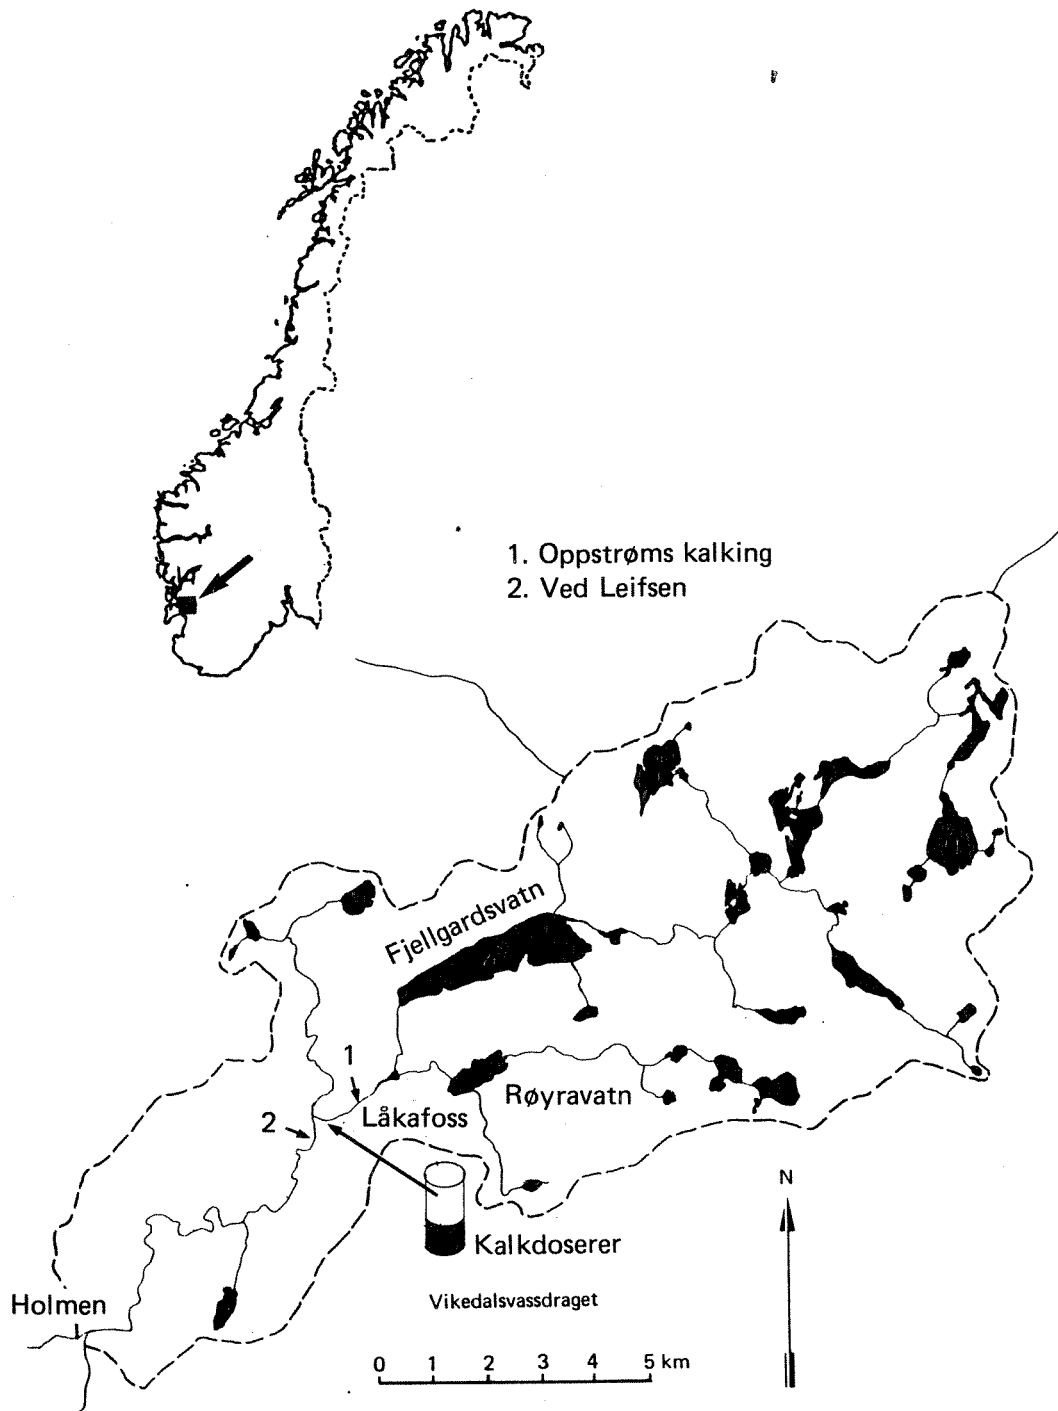 1. Oppstrøms kalking
2. Ved Leifsen
Fjellgardsvatn
1
Røyravatn
Låkafoss
2
N
Kalkdoserer
Holmen
Vikedalsvassdraget
0 1 2 3 4 5 km